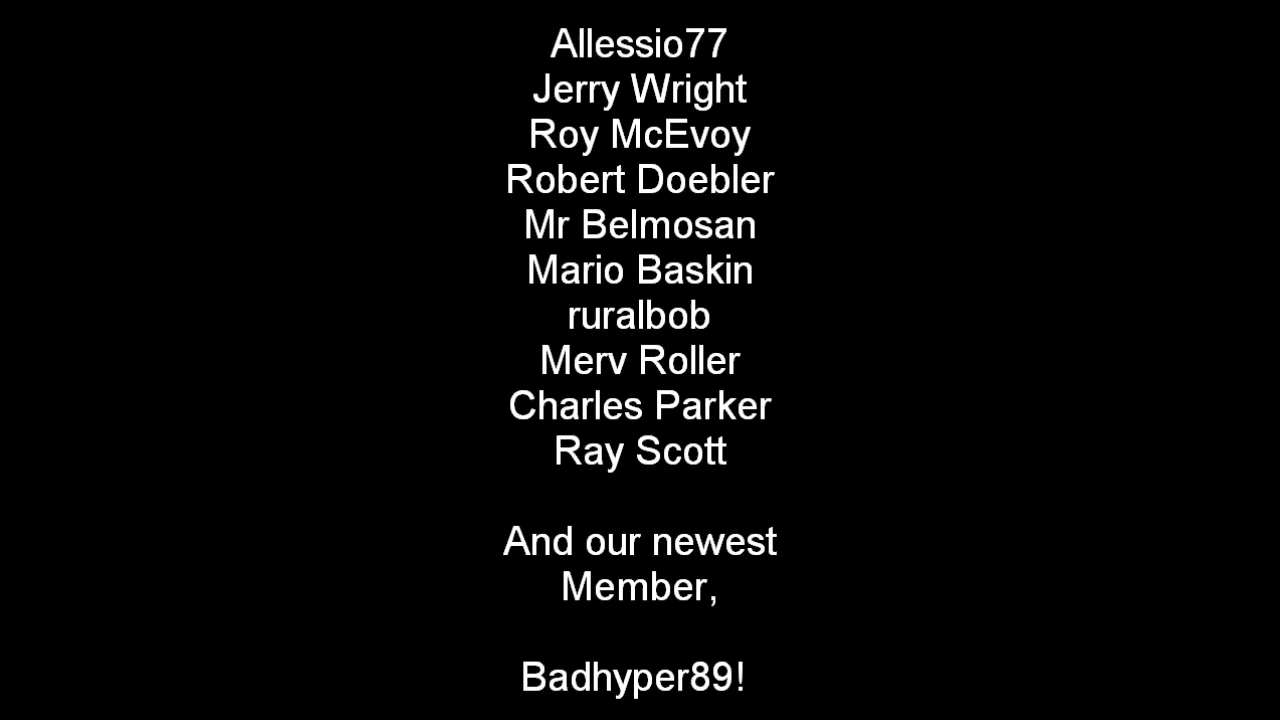 Allessio77
Jerry Wright
Roy McEvoy
Robert Doebler
Mr Belmosan
Mario Baskin
ruralbob
Merv Roller
Charles Parker
Ray Scott
And our newest
Member,
Badhyper89!